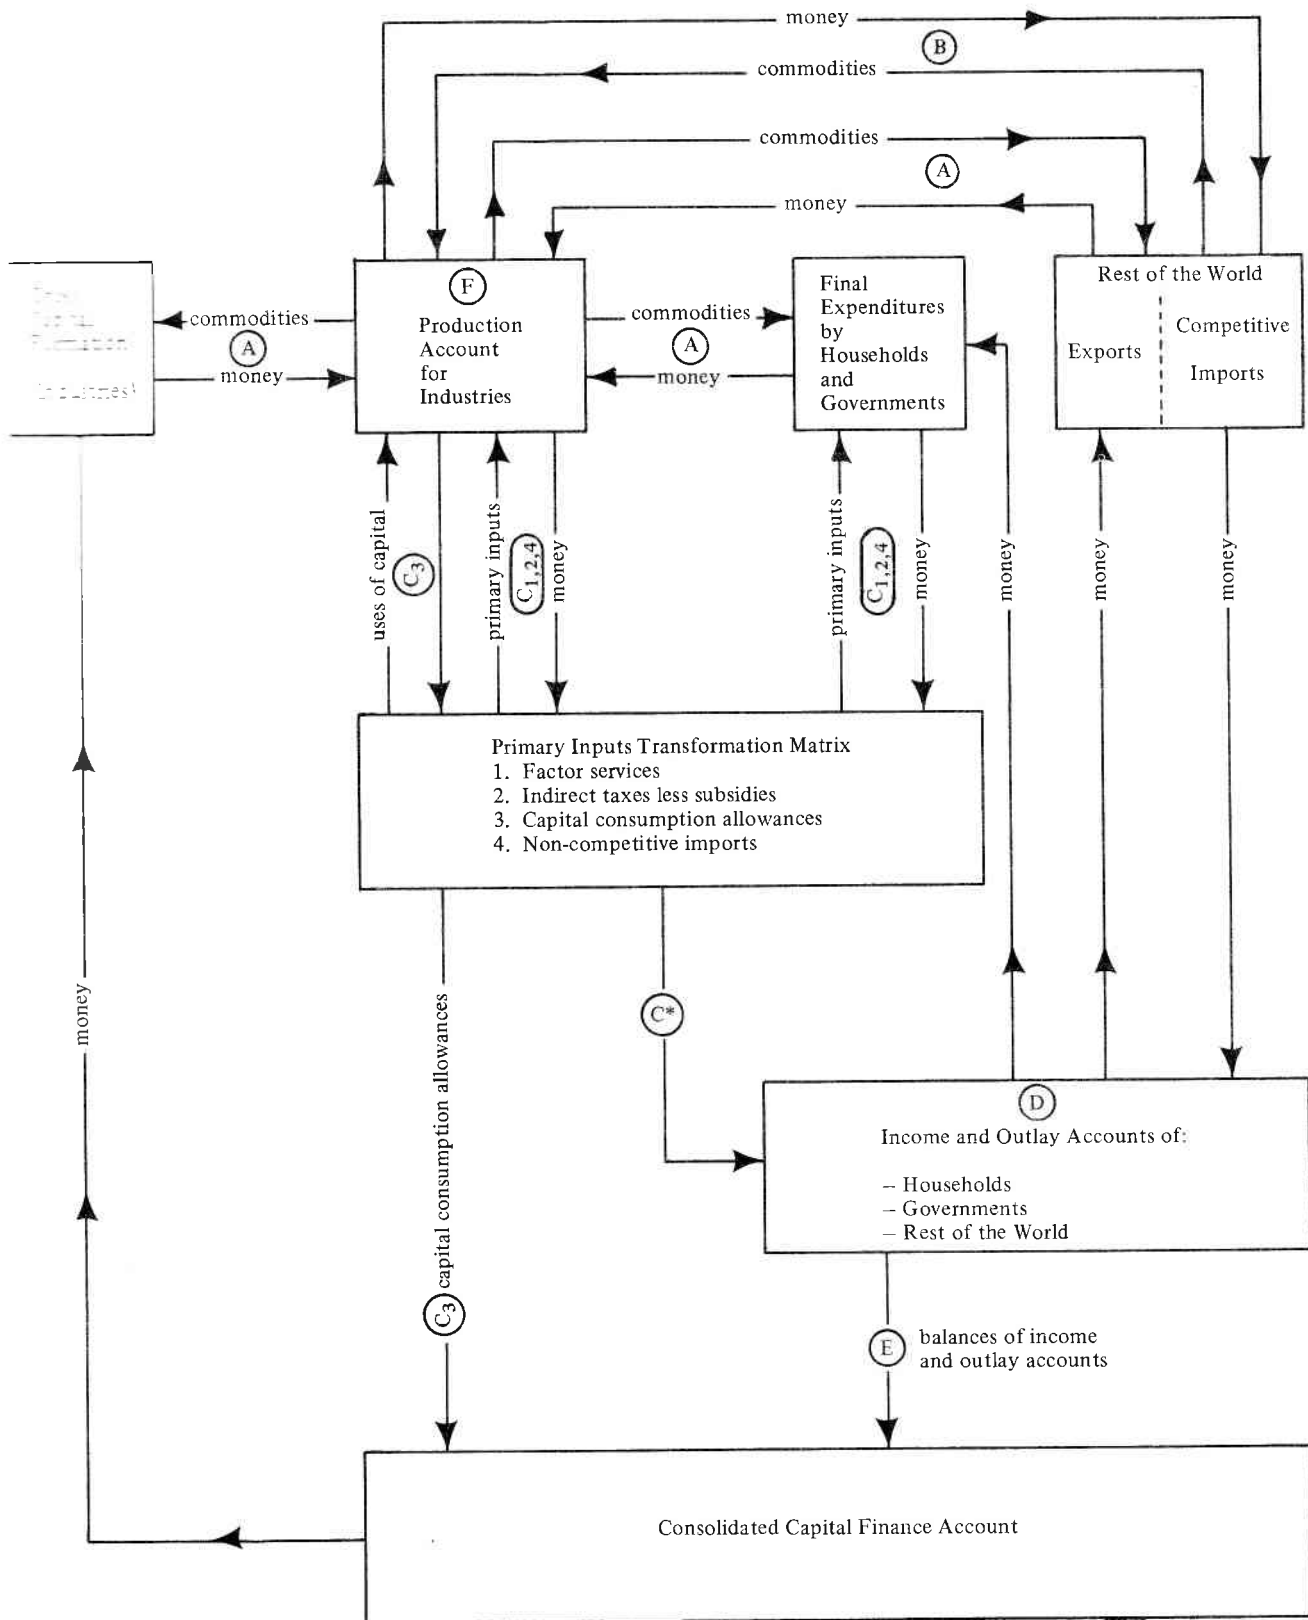 money
B
commodities
commodities
A
money
F
Production
Account
for
Industries
Final
Expenditures
by
Households
and
Governments
Rest of the World
Exports
Competitive
Imports
commodities
A
money
commodities
A
money
uses of capital
C3
primary inputs
C1,2,4
money
primary inputs
C1,2,4
money
money
money
money
Primary Inputs Transformation Matrix
1. Factor services
2. Indirect taxes less subsidies
3. Capital consumption allowances
4. Non-competitive imports
money
C3 capital consumption allowances
C*
D
Income and Outlay Accounts of:
– Households
– Governments
– Rest of the World
E
balances of income
and outlay accounts
Consolidated Capital Finance Account